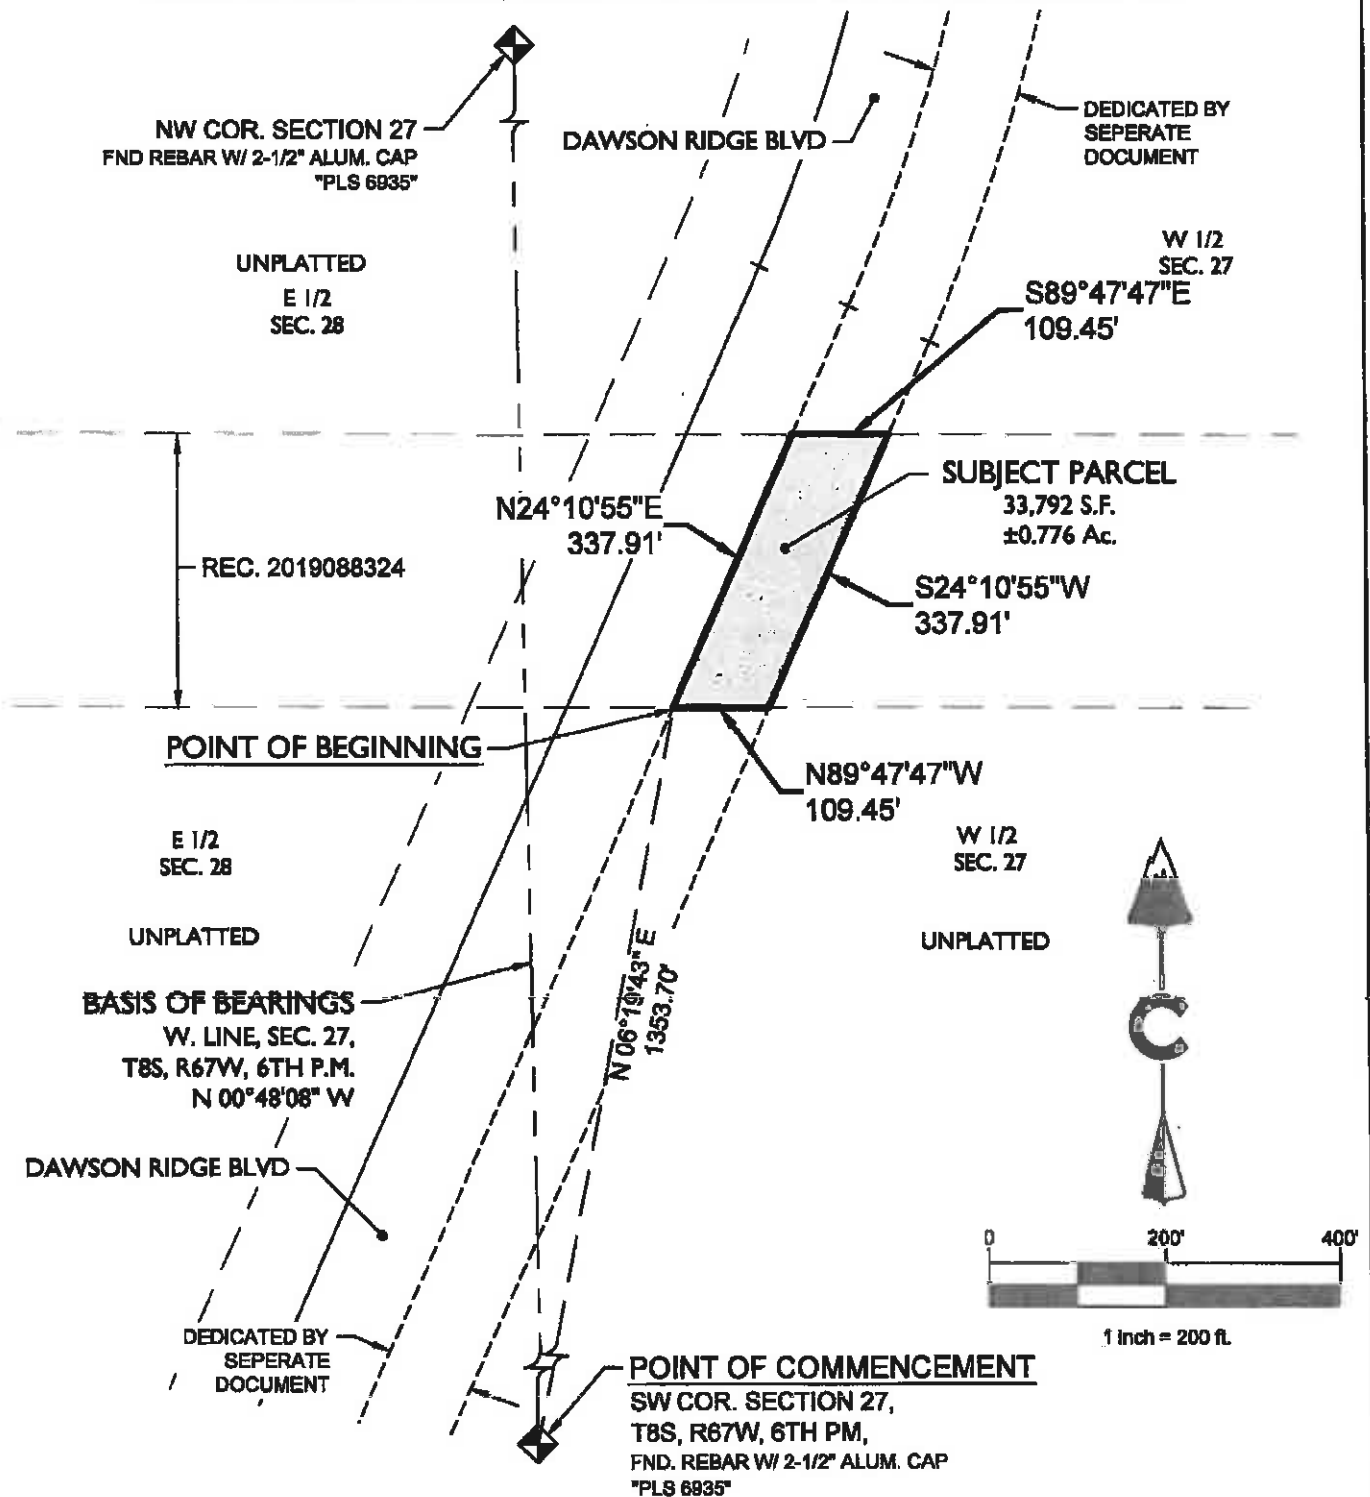 NW COR. SECTION 27
FND REBAR W/ 2-1/2" ALUM. CAP
"PLS 6935"
DAWSON RIDGE BLVD
DEDICATED BY
SEPERATE
DOCUMENT
UNPLATTED
E 1/2
SEC. 28
W 1/2
SEC. 27
S89°47'47"E
109.45'
SUBJECT PARCEL
33,792 S.F.
±0.776 Ac.
N24°10'55"E
337.91'
REC. 2019088324
S24°10'55"W
337.91'
POINT OF BEGINNING
N89°47'47"W
109.45'
E 1/2
SEC. 28
UNPLATTED
W 1/2
SEC. 27
UNPLATTED
BASIS OF BEARINGS
W. LINE, SEC. 27,
T8S, R67W, 6TH P.M.
N 00°48'08" W
N 06°19'43" E
1353.70'
DAWSON RIDGE BLVD
0 200' 400'
1 inch = 200 ft.
DEDICATED BY
SEPERATE
DOCUMENT
POINT OF COMMENCEMENT
SW COR. SECTION 27,
T8S, R67W, 6TH PM,
FND. REBAR W/ 2-1/2" ALUM. CAP
"PLS 6935"